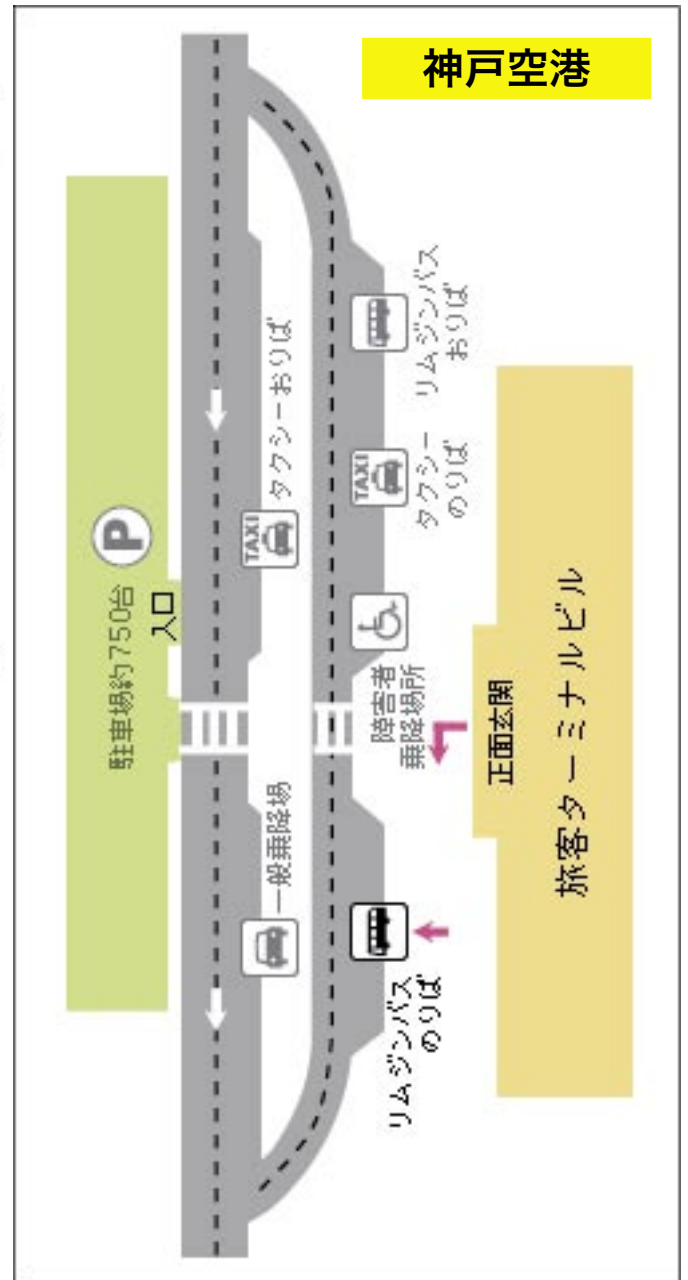 神戸空港
リムジンバス
おりば
タクシーおりば
TAXI
タクシー
のりば
TAXI
P
駐車場約750台
入口
障害者
乗降場所
正面玄関
旅客ターミナルビル
一般乗降場
リムジンバス
のりば